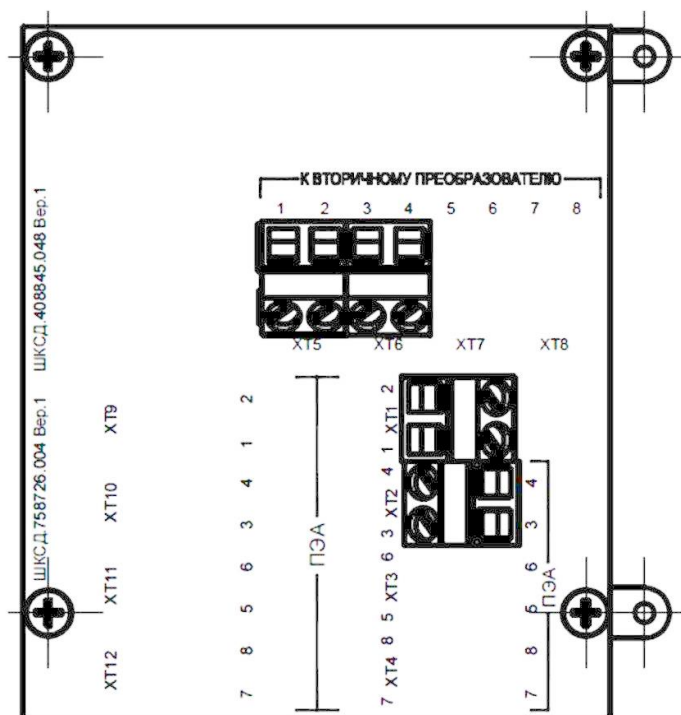 К ВТОРИЧНОМУ ПРЕОБРАЗОВАТЕЛЮ
1 2 3 4 5 6 7 8
ШКСД.408845.048 Вер.1
XT5 XT6 XT7 XT8
ШКСД.758726.004 Вер.1
XT9
2
1
XT10
4
3
XT11
6
5
XT12
8
7
ПЭА
2
XT1
1
4
XT2
3
6
XT3
5
8
XT4
7
4
3
6
5
8
7
ПЭА